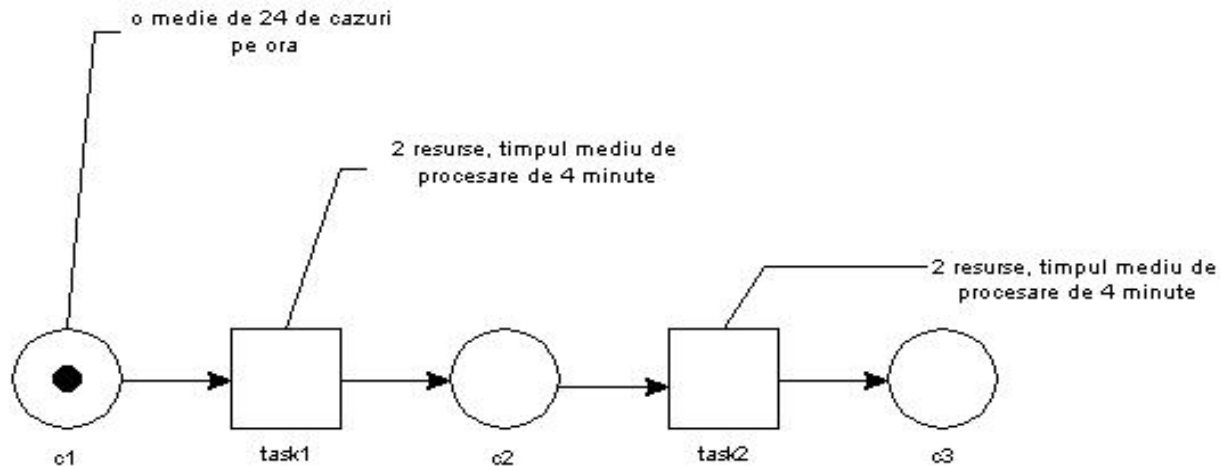 o medie de 24 de cazuri
pe ora
2 resurse, timpul mediu de
procesare de 4 minute
2 resurse, timpul mediu de
procesare de 4 minute
c1
task1
c2
task2
c3